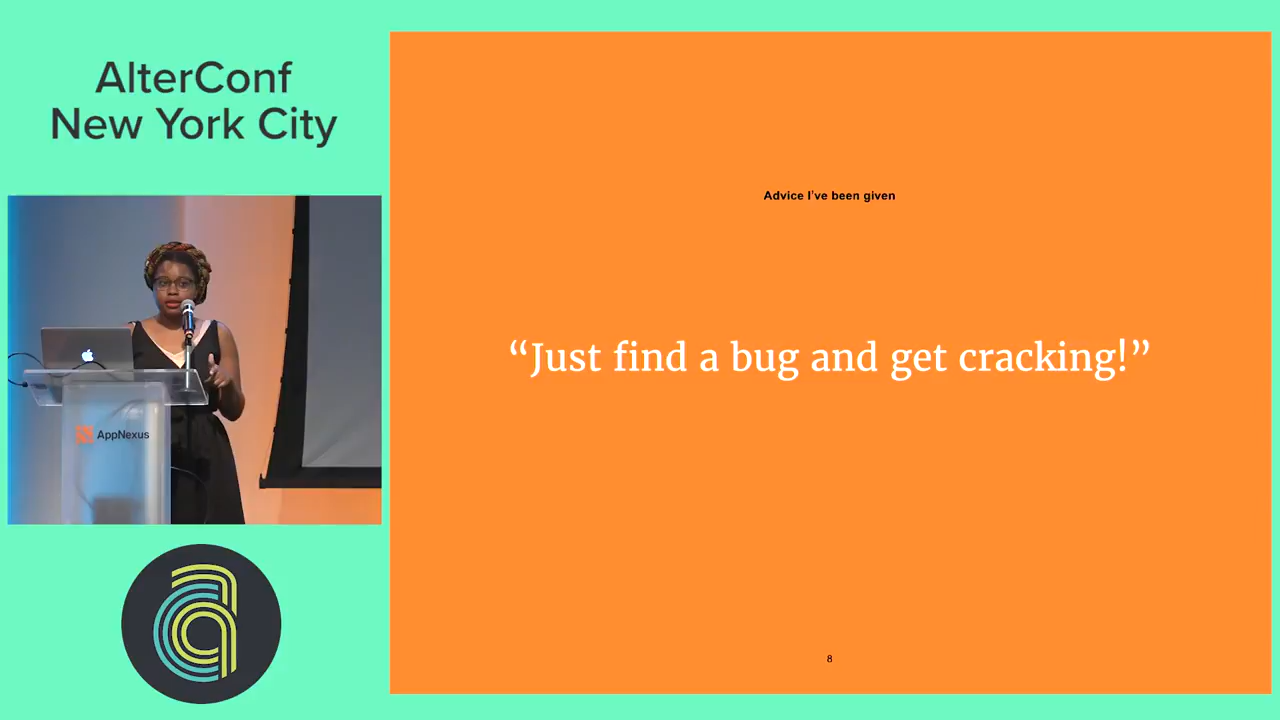 AlterConf
New York City
AppNexus
Advice I've been given
“Just find a bug and get cracking!”
8